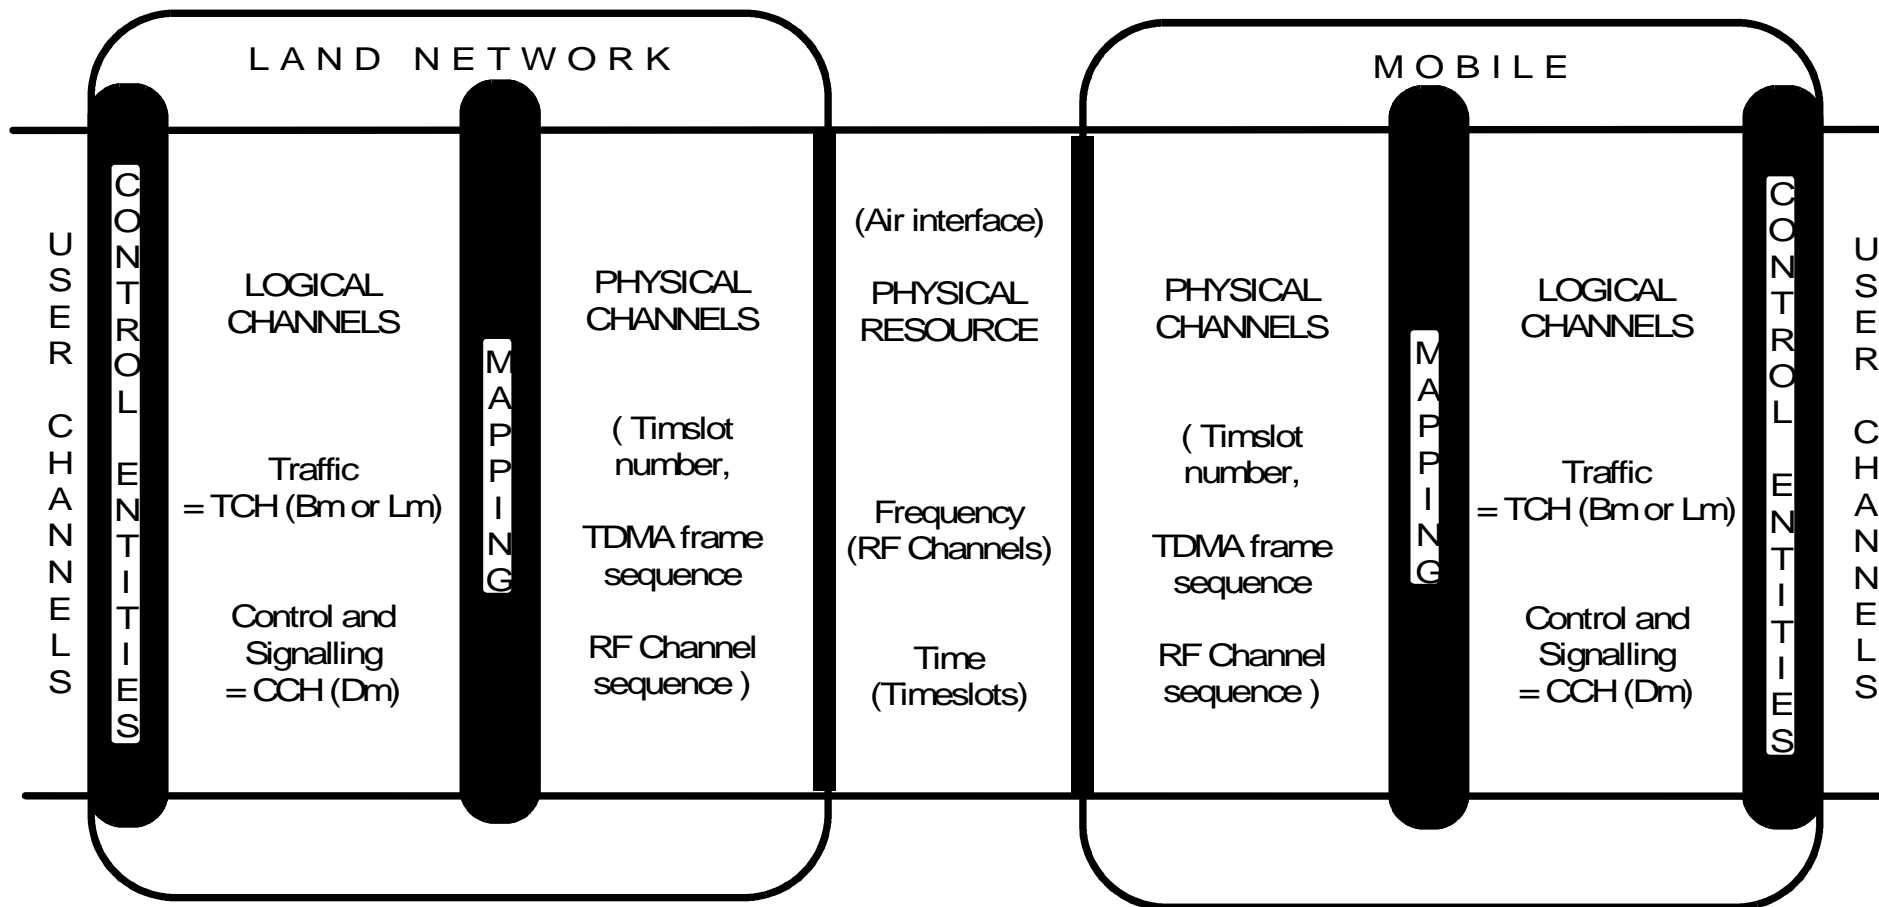 LAND NETWORK
MOBILE
USER CHANNELS
CONTROL ENTITIES
LOGICAL
CHANNELS
Traffic
= TCH (Bm or Lm)
Control and
Signalling
= CCH (Dm)
MAPPING
PHYSICAL
CHANNELS
( Timslot
number,
TDMA frame
sequence
RF Channel
sequence )
(Air interface)
PHYSICAL
RESOURCE
Frequency
(RF Channels)
Time
(Timeslots)
PHYSICAL
CHANNELS
( Timslot
number,
TDMA frame
sequence
RF Channel
sequence )
MAPPING
LOGICAL
CHANNELS
Traffic
= TCH (Bm or Lm)
Control and
Signalling
= CCH (Dm)
CONTROL ENTITIES
USER CHANNELS